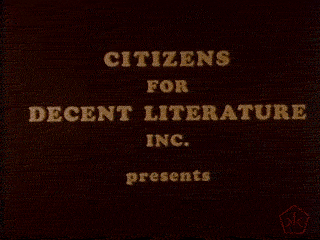 CITIZENS
FOR
DECENT LITERATURE
INC.
presents